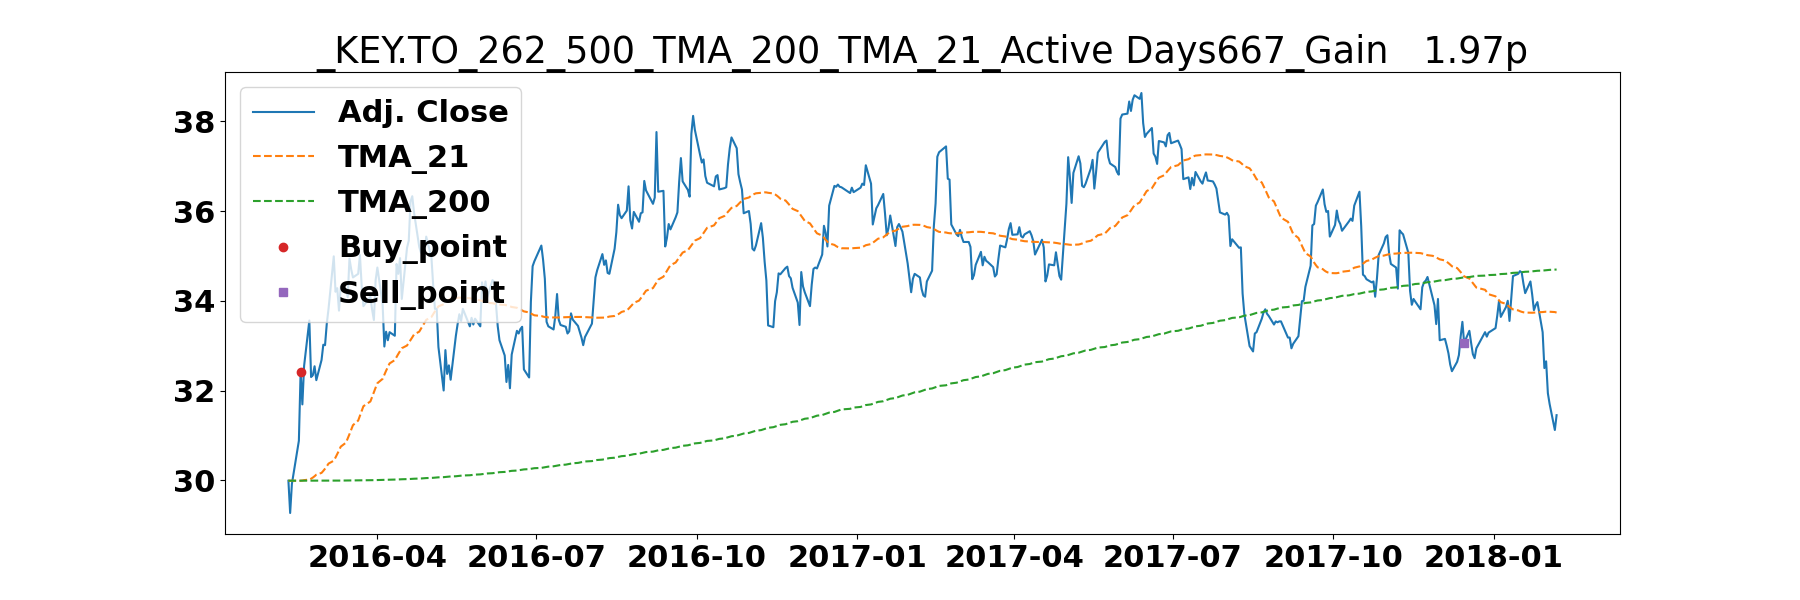 _KEY.TO_262_500_TMA_200_TMA_21_Active Days667_Gain   1.97p
38
36
34
32
30
Adj. Close
TMA_21
TMA_200
Buy_point
Sell_point
2016-04 2016-07 2016-10 2017-01 2017-04 2017-07 2017-10 2018-01